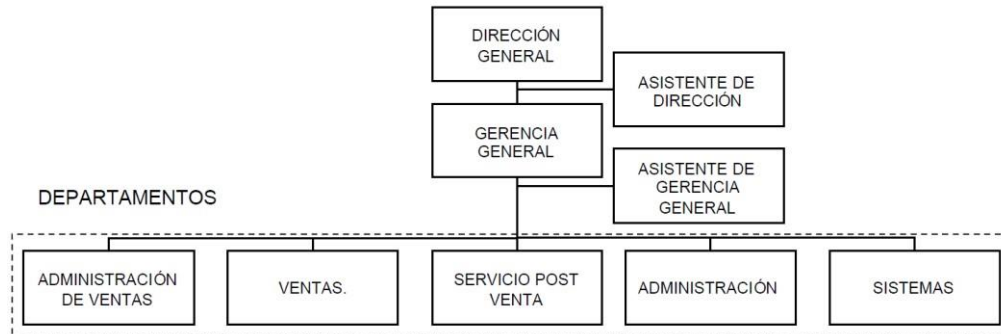 DIRECCIÓN
GENERAL
ASISTENTE DE
DIRECCIÓN
GERENCIA
GENERAL
ASISTENTE DE
GERENCIA
GENERAL
DEPARTAMENTOS
ADMINISTRACIÓN
DE VENTAS
VENTAS.
SERVICIO POST
VENTA
ADMINISTRACIÓN
SISTEMAS